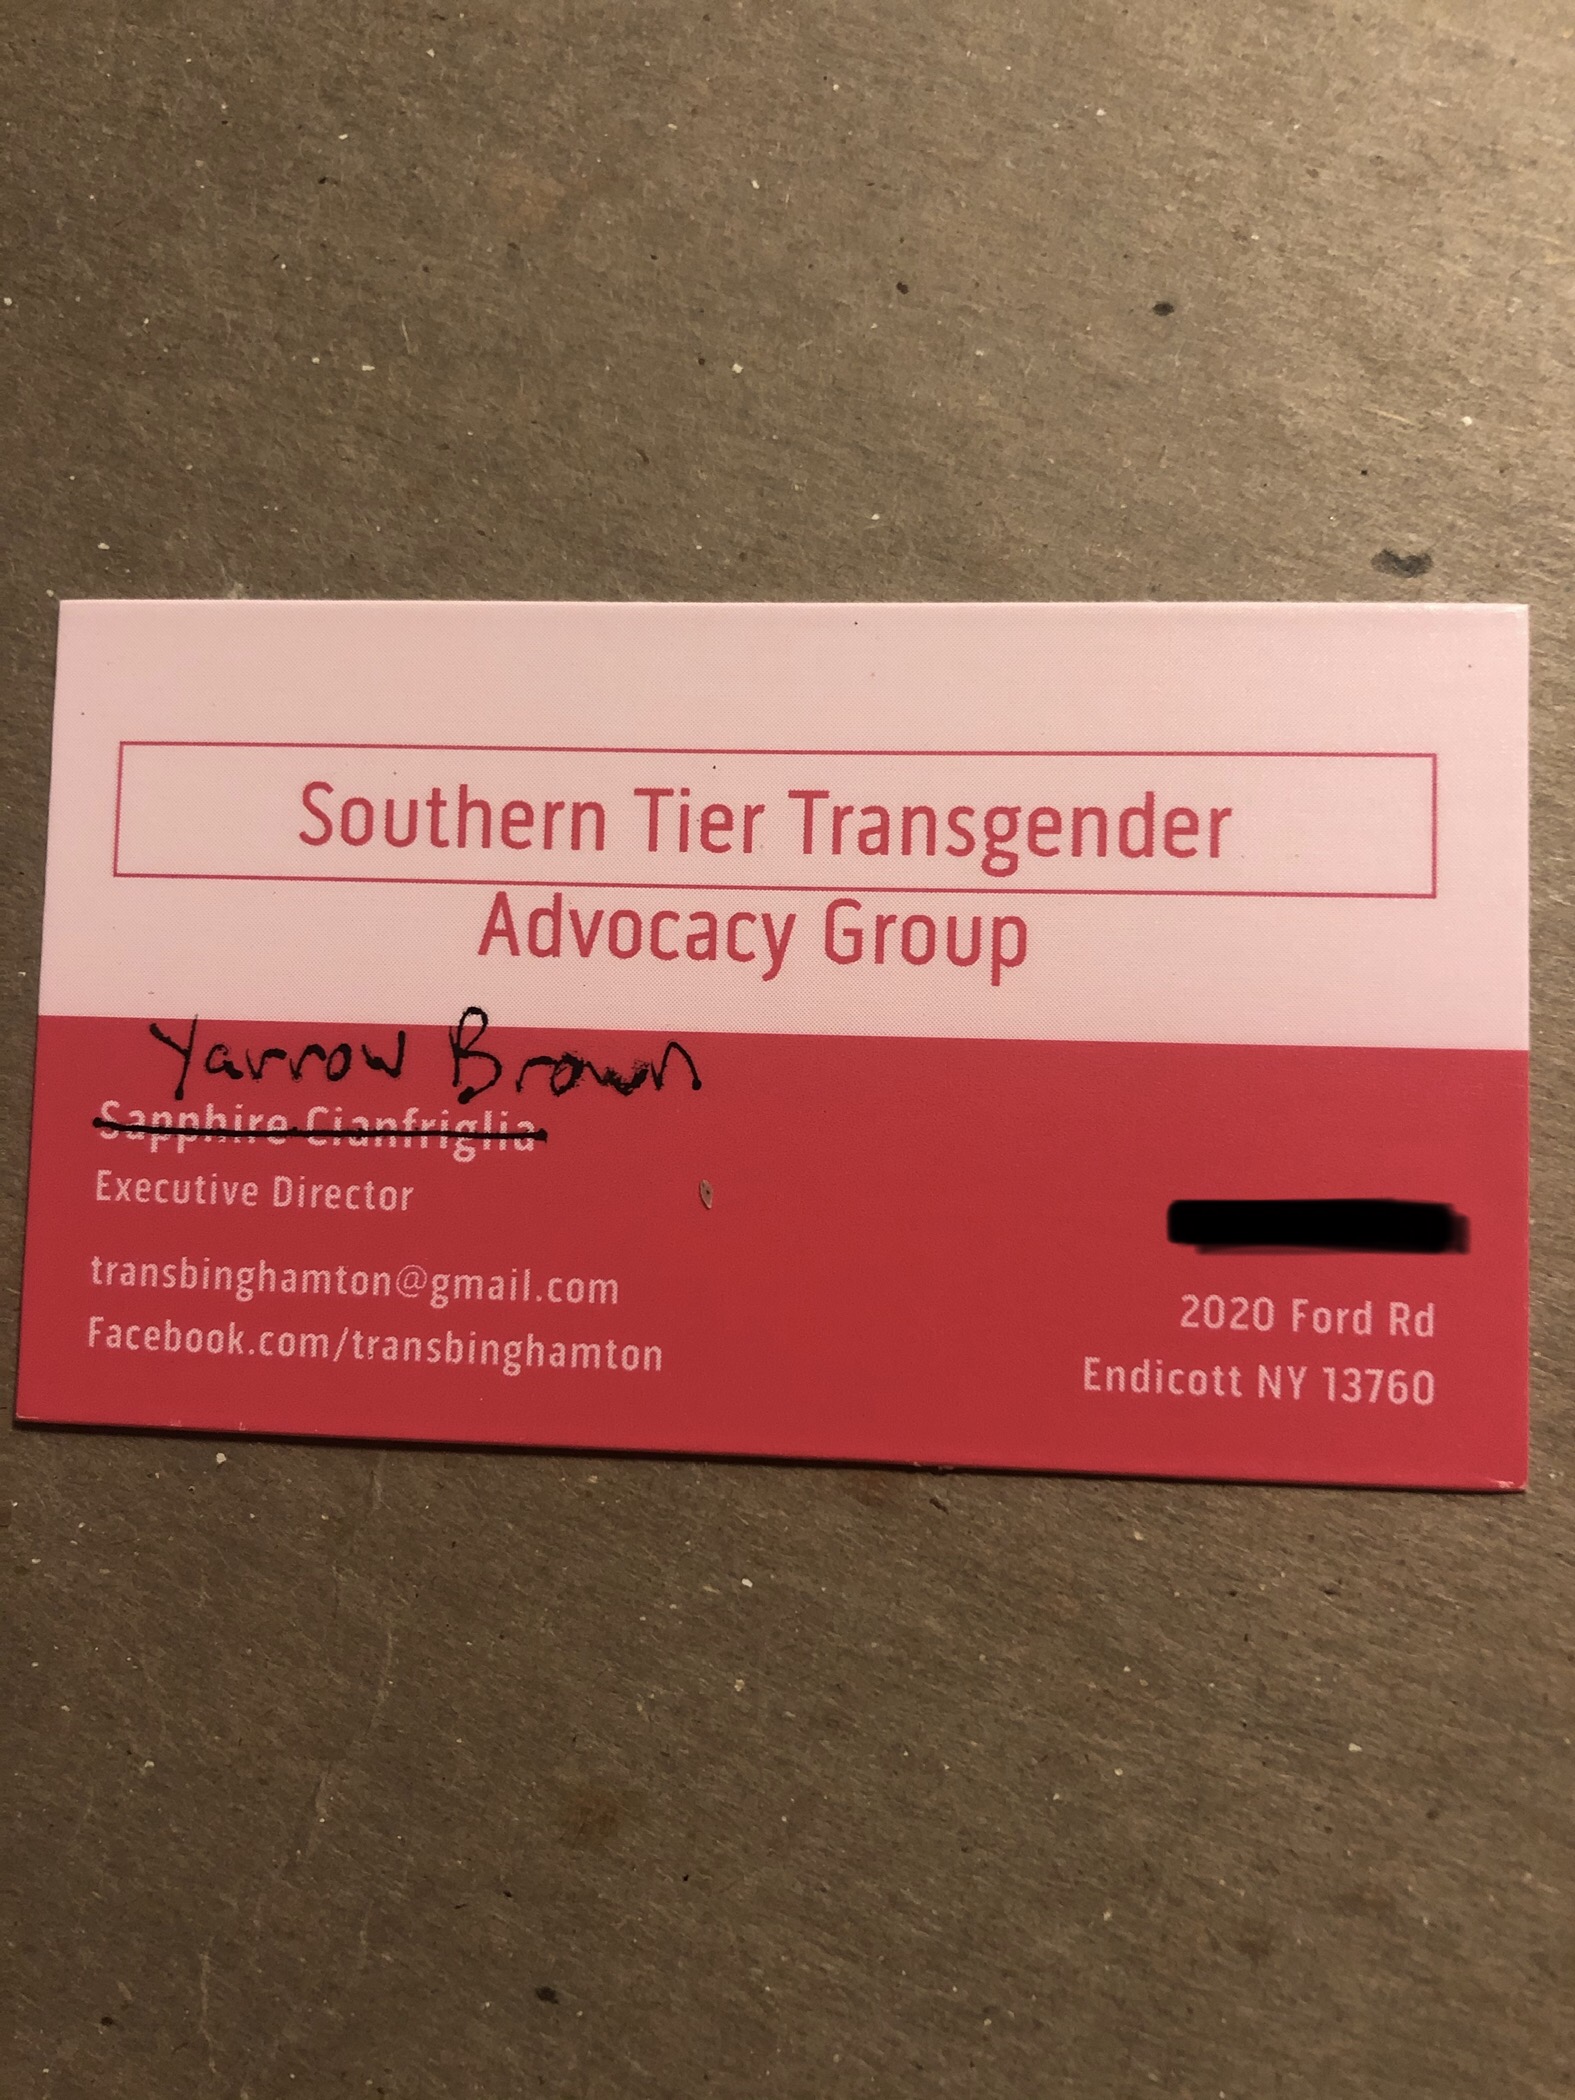 Southern Tier Transgender
Advocacy Group
Yarrow Brown
Sapphire Cianfriglia
Executive Director
transbinghamton@gmail.com
Facebook.com/transbinghamton
2020 Ford Rd
Endicott NY 13760